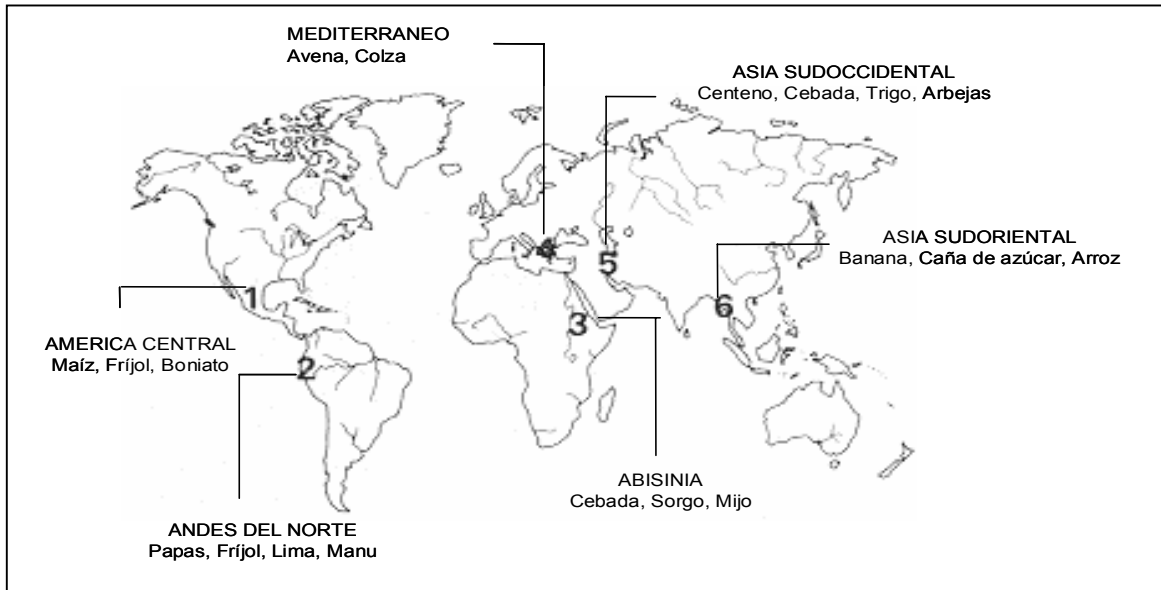 MEDITERRANEO
Avena, Colza
ASIA SUDOCCIDENTAL
Centeno, Cebada, Trigo, Arbejas
ASIA SUDORIENTAL
Banana, Caña de azúcar, Arroz
4
5
6
1
3
2
AMERICA CENTRAL
Maíz, Fríjol, Boniato
ABISINIA
Cebada, Sorgo, Mijo
ANDES DEL NORTE
Papas, Fríjol, Lima, Manu